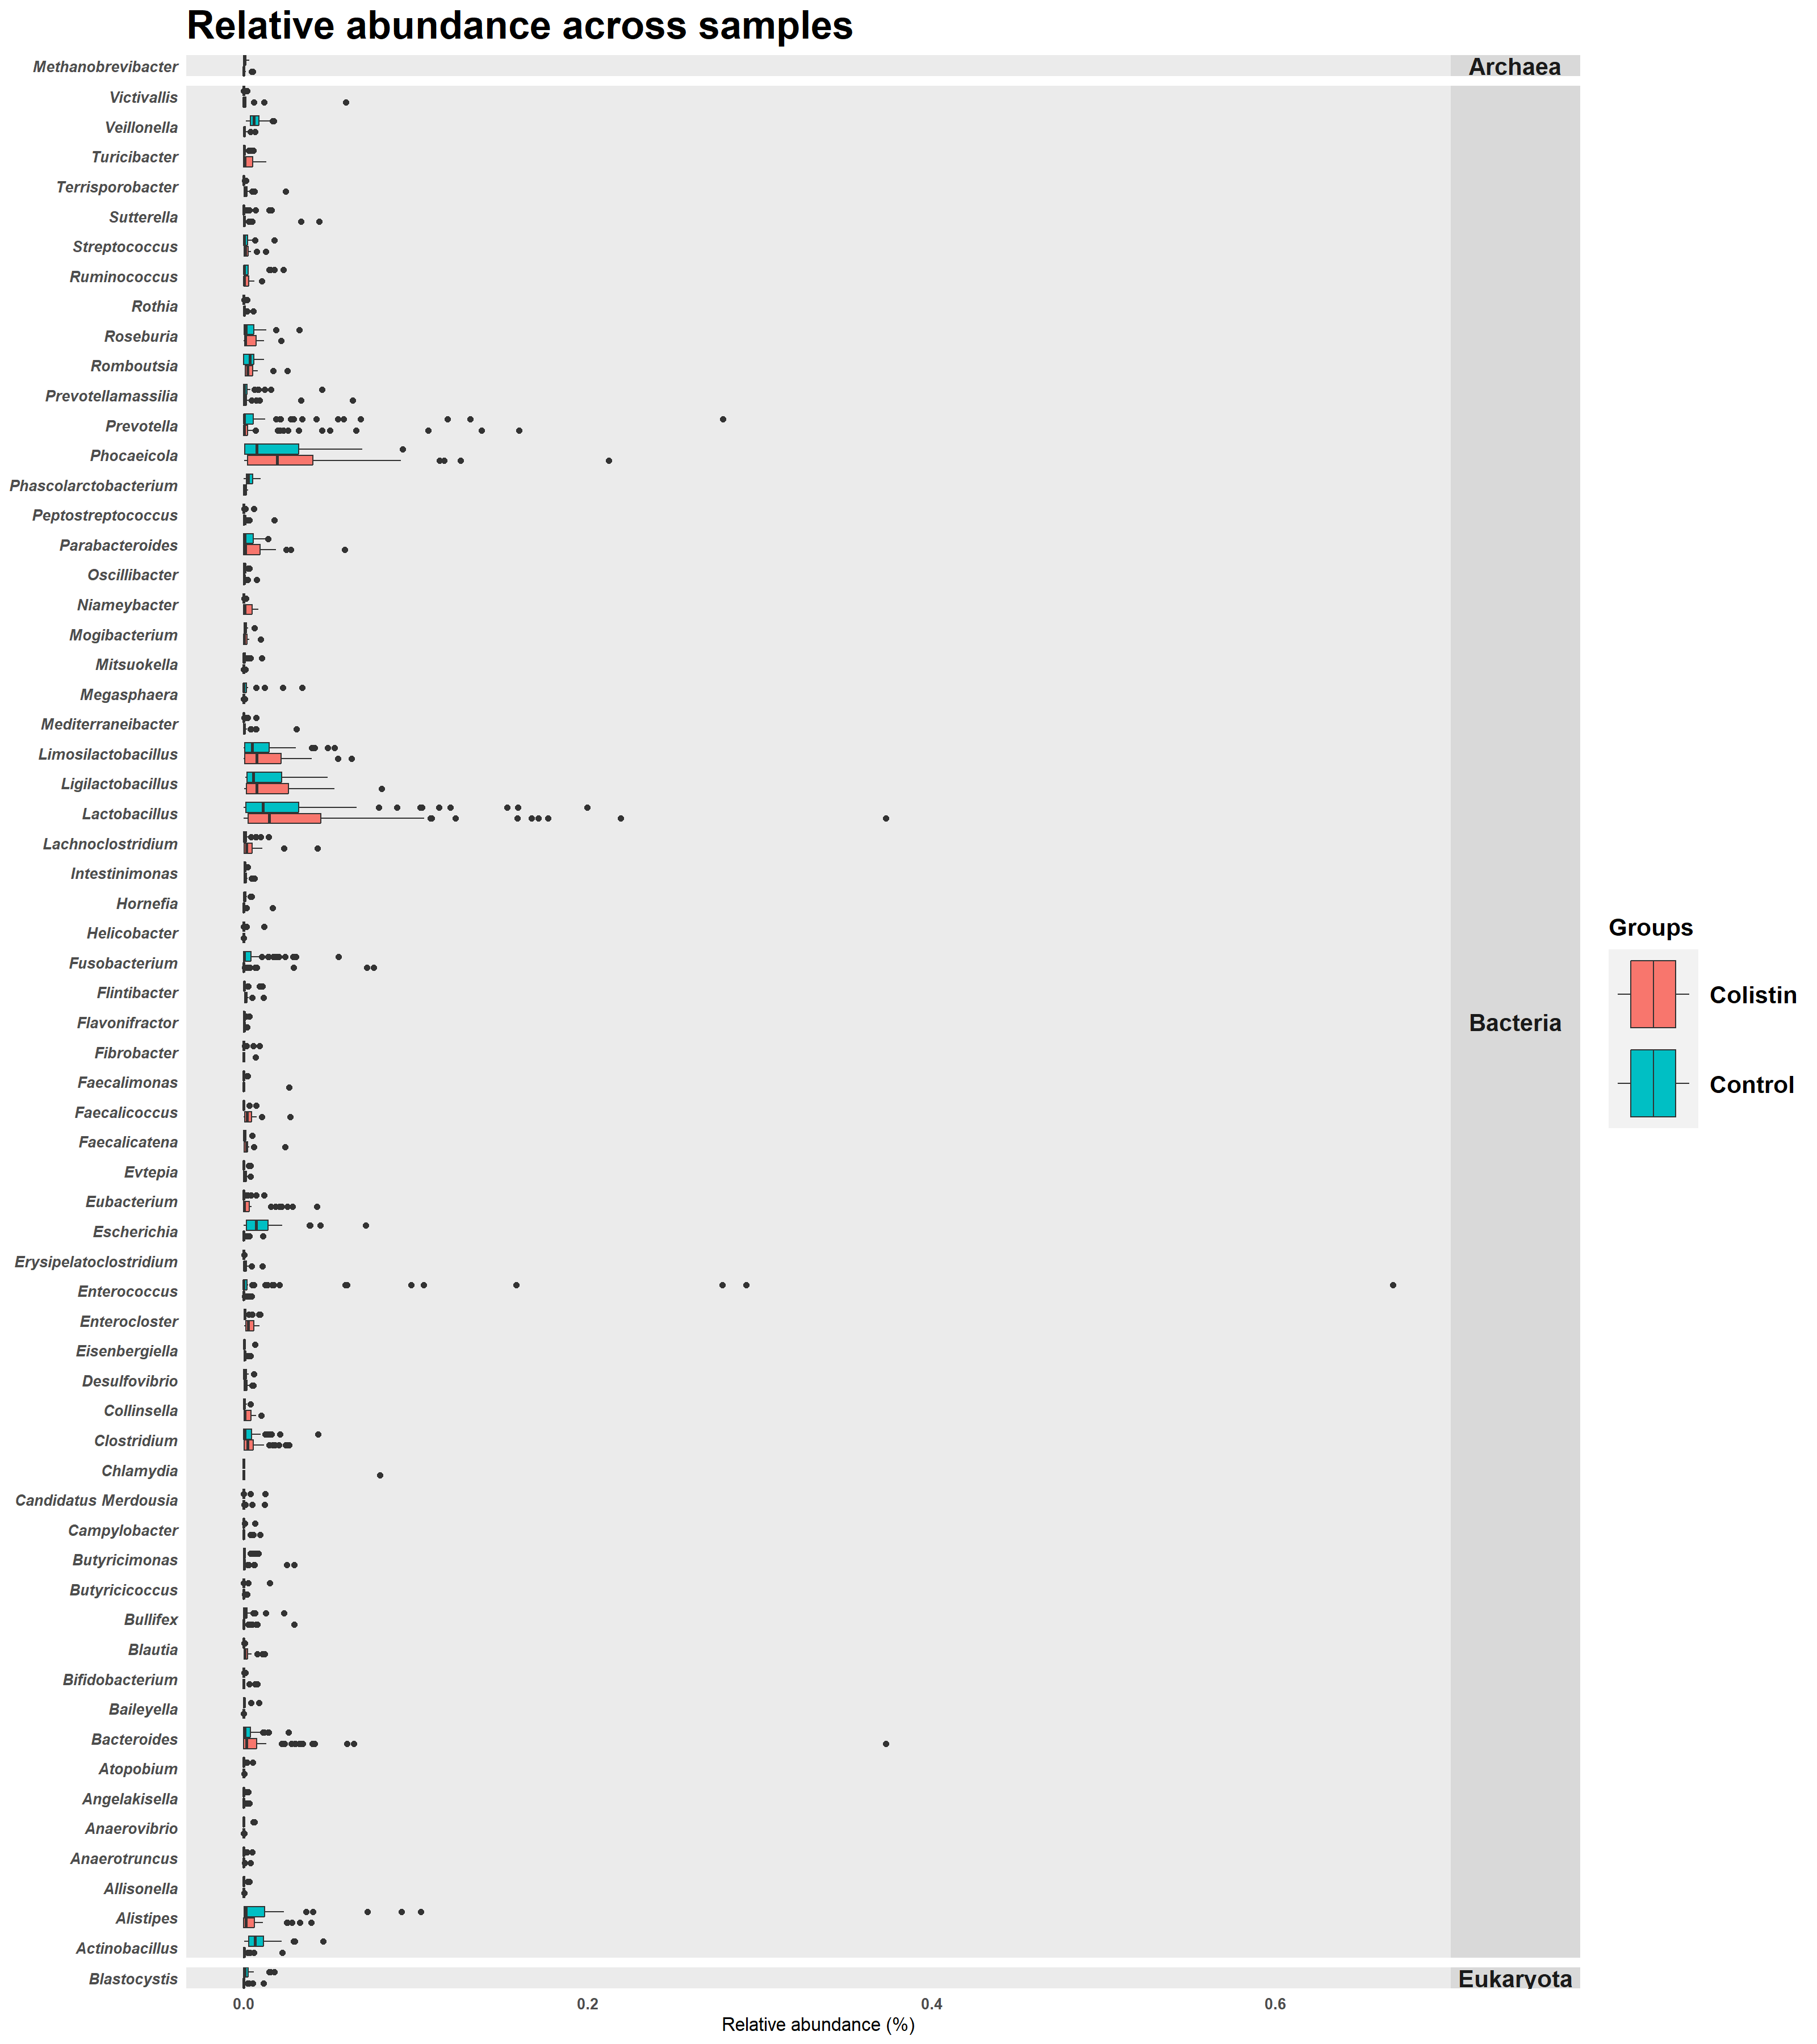 Relative abundance across samples
Methanobrevibacter
Archaea
Victivallis
Veillonella
Turicibacter
Terrisporobacter
Sutterella
Streptococcus
Ruminococcus
Rothia
Roseburia
Romboutsia
Prevotellamassilia
Prevotella
Phocaeicola
Phascolarctobacterium
Peptostreptococcus
Parabacteroides
Oscillibacter
Niameybacter
Mogibacterium
Mitsuokella
Megasphaera
Mediterraneibacter
Limosilactobacillus
Ligilactobacillus
Lactobacillus
Lachnoclostridium
Intestinimonas
Hornefia
Helicobacter
Fusobacterium
Flintibacter
Flavonifractor
Fibrobacter
Faecalimonas
Faecalicoccus
Faecalicatena
Evtepia
Eubacterium
Escherichia
Erysipelatoclostridium
Enterococcus
Enterocloster
Eisenbergiella
Desulfovibrio
Collinsella
Clostridium
Chlamydia
Candidatus Merdousia
Campylobacter
Butyricimonas
Butyricicoccus
Bullifex
Blautia
Bifidobacterium
Baileyella
Bacteroides
Atopobium
Angelakisella
Anaerovibrio
Anaerotruncus
Allisonella
Alistipes
Actinobacillus
Bacteria
Blastocystis
Eukaryota
0.0 0.2 0.4 0.6
Relative abundance (%)
Groups
Colistin
Control